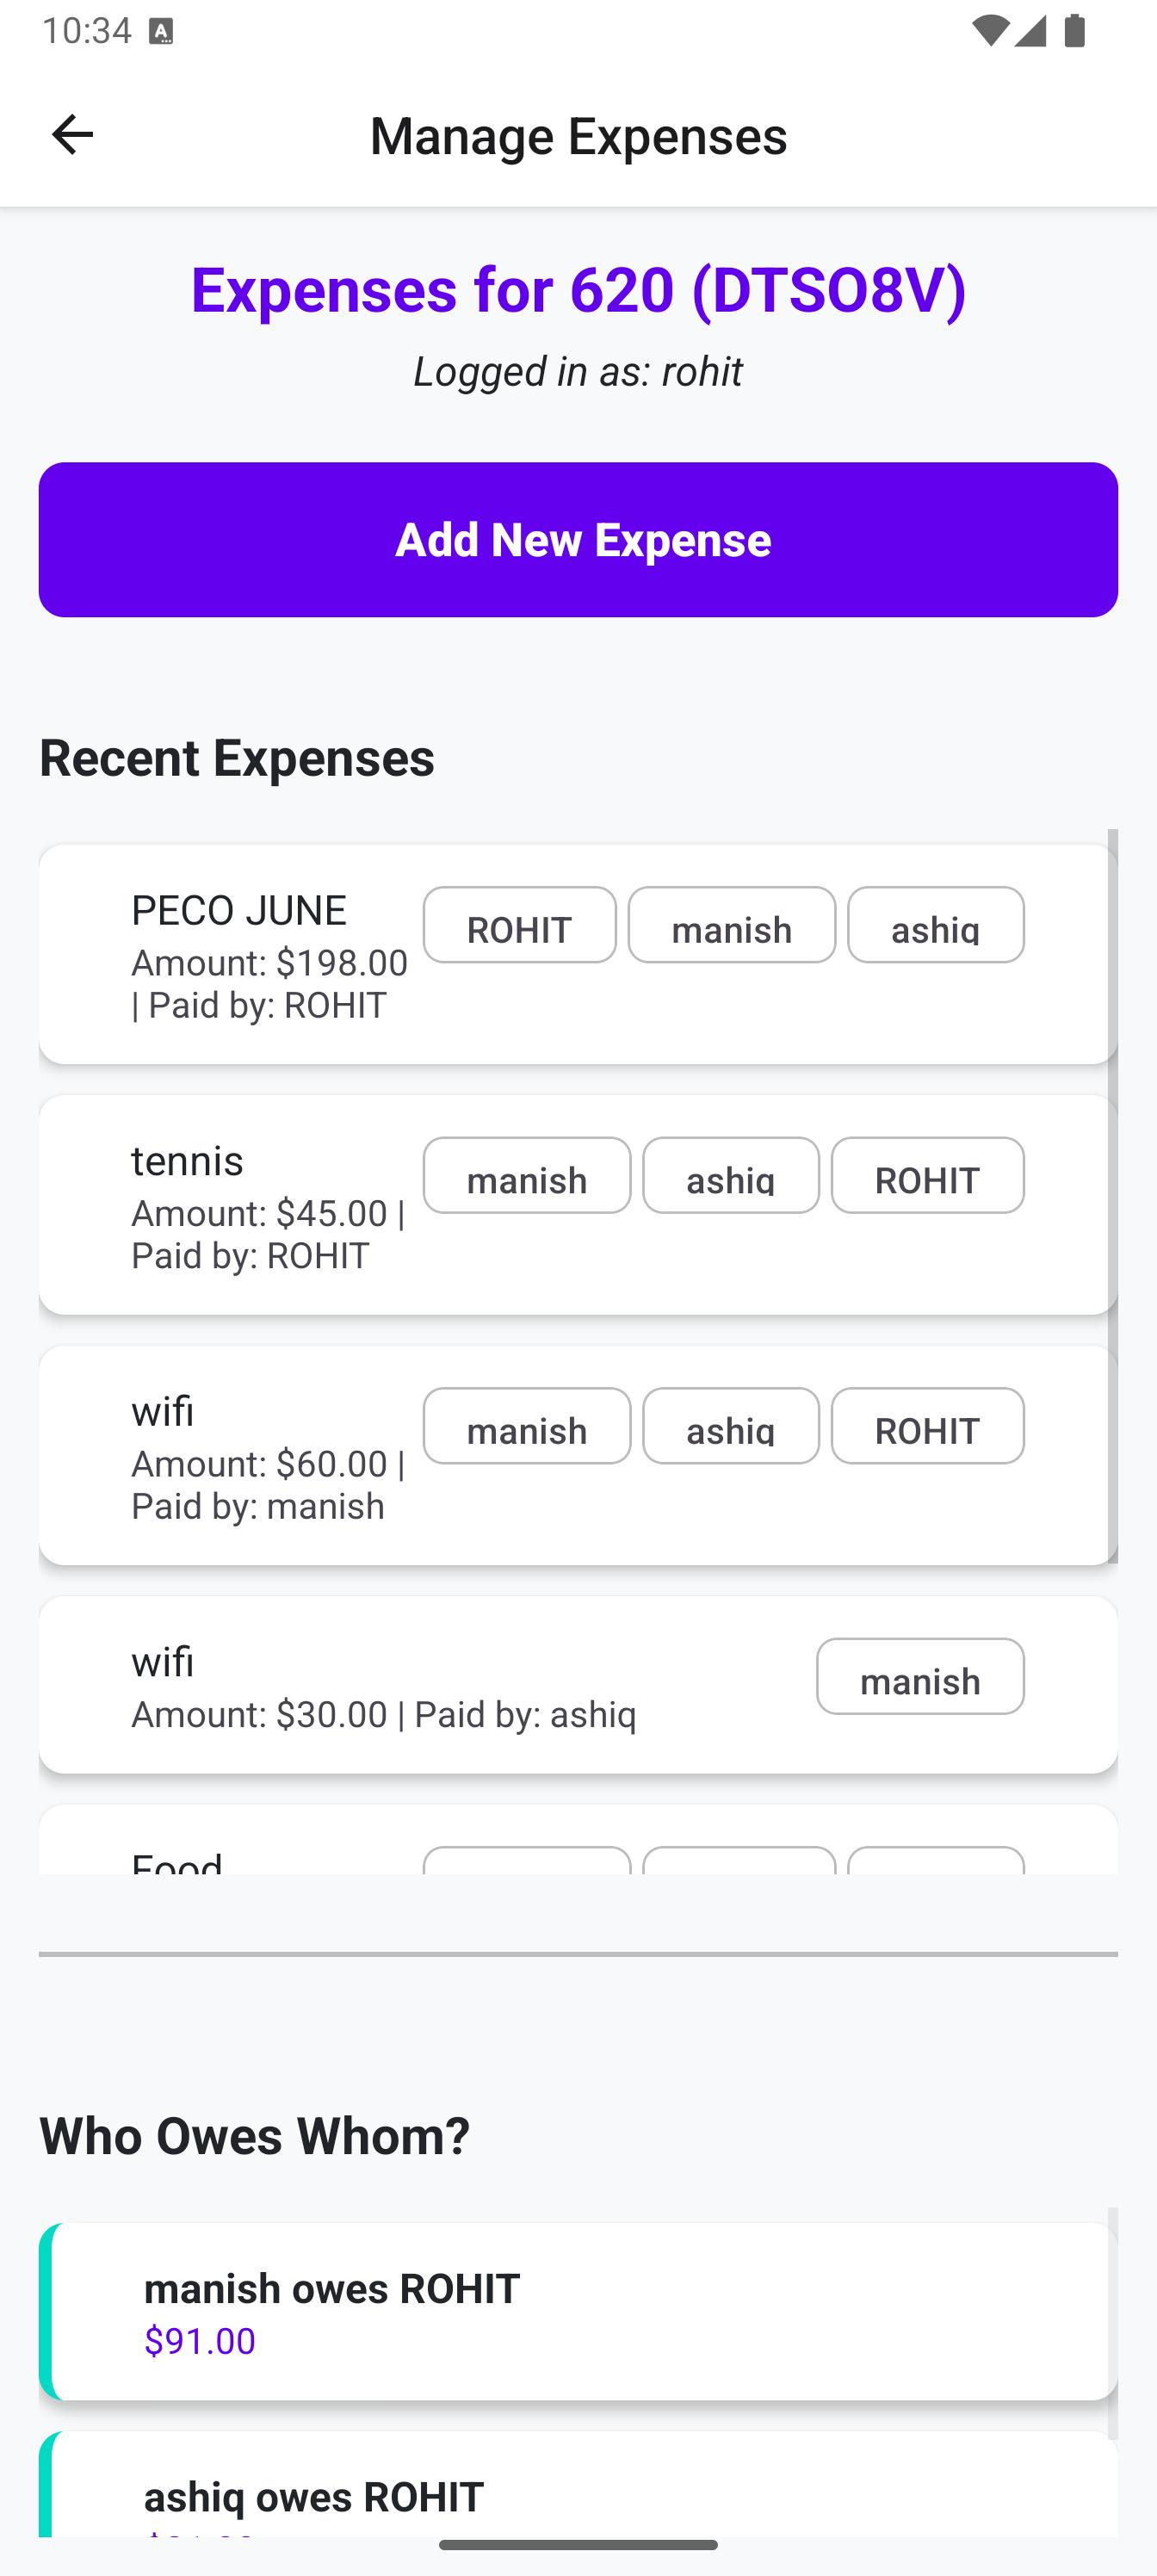 10:34
Manage Expenses
Expenses for 620 (DTSO8V)
Logged in as: rohit
Add New Expense
Recent Expenses
PECO JUNE
Amount: $198.00
| Paid by: ROHIT
ROHIT
manish
ashiq
tennis
Amount: $45.00 |
Paid by: ROHIT
manish
ashiq
ROHIT
wifi
Amount: $60.00 |
Paid by: manish
manish
ashiq
ROHIT
wifi
Amount: $30.00 | Paid by: ashiq
manish
Food
Who Owes Whom?
manish owes ROHIT
$91.00
ashiq owes ROHIT